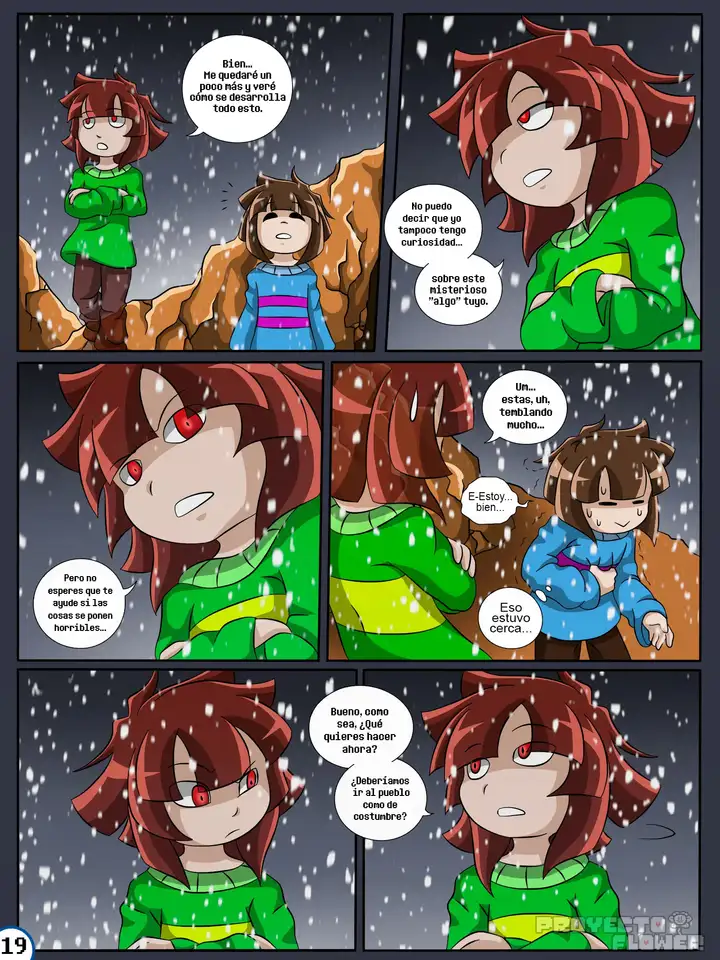 Bien...
Me quedaré un
poco más y veré
cómo se desarrolla
todo esto.
No puedo
decir que yo
tampoco tengo
curiosidad...
sobre este
misterioso
"algo" tuyo.
Pero no
esperes que te
ayude si las
cosas se ponen
horribles...
Um...
estas, uh,
temblando
mucho...
E-Estoy...
bien...
Eso
estuvo
cerca...
Bueno, como
sea, ¿Qué
quieres hacer
ahora?
¿Deberíamos
ir al pueblo
como de
costumbre?
19
PROYECTO
FLOWER!